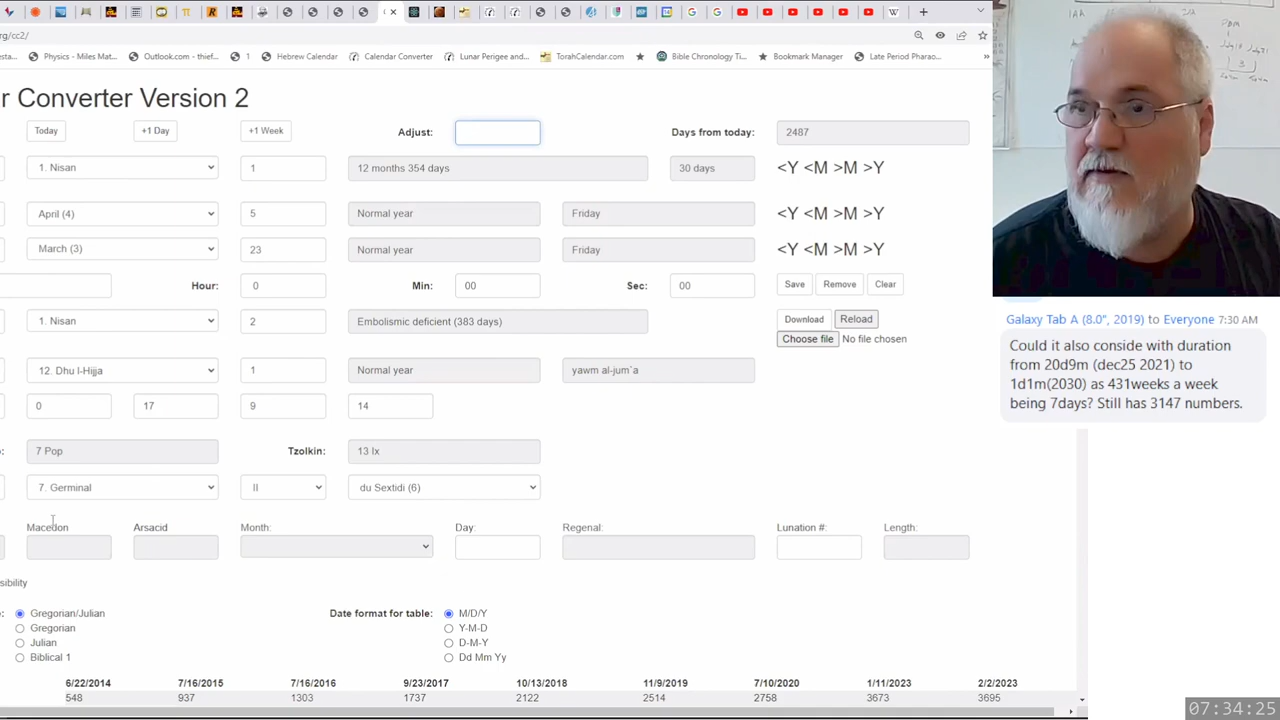 rg/cc2/
esta...
Physics - Miles Mat...
Outlook.com - thief...
1
Hebrew Calendar
Calendar Converter
Lunar Perigee and...
TorahCalendar.com
Bible Chronology Ti...
Bookmark Manager
Late Period Pharao...
»
r Converter Version 2
Today +1 Day +1 Week Adjust: Days from today: 2487
1. Nisan 1 12 months 354 days 30 days <Y <M >M >Y
April (4) 5 Normal year Friday <Y <M >M >Y
March (3) 23 Normal year Friday <Y <M >M >Y
Hour: 0 Min: 00 Sec: 00 Save Remove Clear
1. Nisan 2 Embolismic deficient (383 days) Download Reload
Choose file No file chosen
12. Dhu l-Hijja 1 Normal year yawm al-jum`a
0 17 9 14
7 Pop Tzolkin: 13 Ix
7. Germinal II du Sextidi (6)
Macedon Arsacid Month: Day: Regenal: Lunation #: Length:
sibility
Gregorian/Julian Date format for table: M/D/Y
Gregorian Y-M-D
Julian D-M-Y
Biblical 1 Dd Mm Yy
6/22/2014 7/16/2015 7/16/2016 9/23/2017 10/13/2018 11/9/2019 7/10/2020 1/11/2023 2/2/2023
548 937 1303 1737 2122 2514 2758 3673 3695
Galaxy Tab A (8.0", 2019) to Everyone 7:30 AM
Could it also conside with duration
from 20d9m (dec25 2021) to
1d1m(2030) as 431weeks a week
being 7days? Still has 3147 numbers.
07:34:25